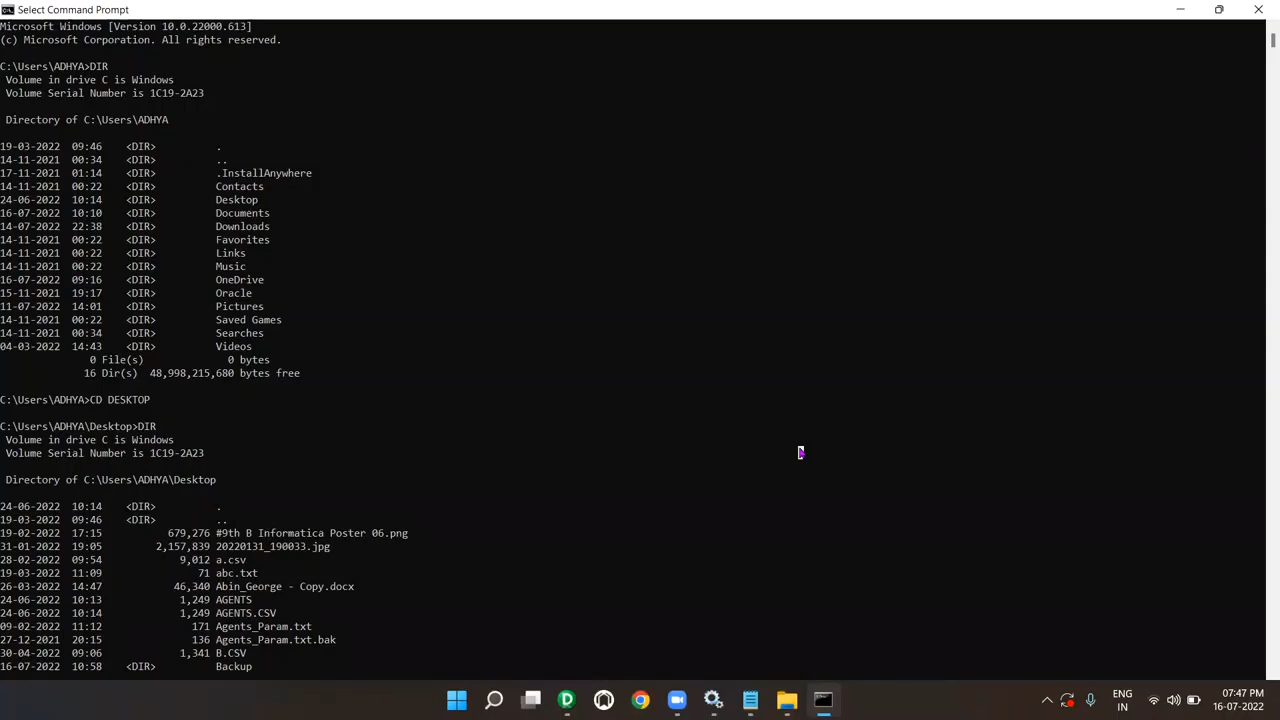 Select Command Prompt
Microsoft Windows [Version 10.0.22000.613]
(c) Microsoft Corporation. All rights reserved.
C:\Users\ADHYA>DIR
Volume in drive C is Windows
Volume Serial Number is 1C19-2A23
Directory of C:\Users\ADHYA
19-03-2022  09:46    <DIR>          .
14-11-2021  00:34    <DIR>          ..
17-11-2021  01:14    <DIR>          .InstallAnywhere
14-11-2021  00:22    <DIR>          Contacts
24-06-2022  10:14    <DIR>          Desktop
16-07-2022  10:10    <DIR>          Documents
14-07-2022  22:38    <DIR>          Downloads
14-11-2021  00:22    <DIR>          Favorites
14-11-2021  00:22    <DIR>          Links
14-11-2021  00:22    <DIR>          Music
16-07-2022  09:16    <DIR>          OneDrive
15-11-2021  19:17    <DIR>          Oracle
11-07-2022  14:01    <DIR>          Pictures
14-11-2021  00:22    <DIR>          Saved Games
14-11-2021  00:34    <DIR>          Searches
04-03-2022  14:43    <DIR>          Videos
0 File(s)              0 bytes
16 Dir(s)  48,998,215,680 bytes free
C:\Users\ADHYA>CD DESKTOP
C:\Users\ADHYA\Desktop>DIR
Volume in drive C is Windows
Volume Serial Number is 1C19-2A23
Directory of C:\Users\ADHYA\Desktop
24-06-2022  10:14    <DIR>          .
19-03-2022  09:46    <DIR>          ..
19-02-2022  17:15           679,276 #9th B Informatica Poster 06.png
31-01-2022  19:05         2,157,839 20220131_190033.jpg
28-02-2022  09:54             9,012 a.csv
19-03-2022  11:09                71 abc.txt
26-03-2022  14:47            46,340 Abin_George - Copy.docx
24-06-2022  10:13             1,249 AGENTS
24-06-2022  10:14             1,249 AGENTS.CSV
09-02-2022  11:12               171 Agents_Param.txt
27-12-2021  20:15               136 Agents_Param.txt.bak
30-04-2022  09:06             1,341 B.CSV
16-07-2022  10:58    <DIR>          Backup
ENG
IN
07:47 PM
16-07-2022